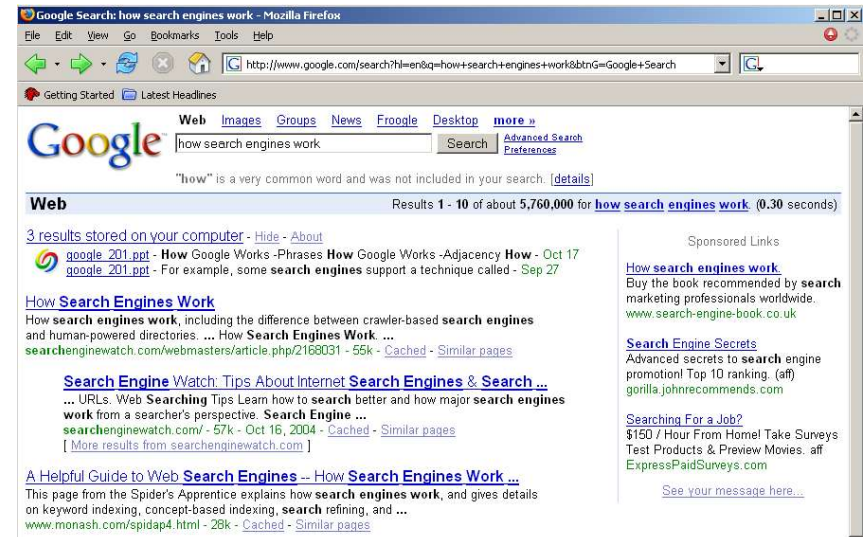 Google Search: how search engines work - Mozilla Firefox
File Edit View Go Bookmarks Tools Help
http://www.google.com/search?hl=en&q=how+search+engines+work&btnG=Google+Search
Getting Started Latest Headlines
Google
Web Images Groups News Froogle Desktop more »
how search engines work Search Advanced Search
Preferences
"how" is a very common word and was not included in your search. [details]
Web Results 1 - 10 of about 5,760,000 for how search engines work. (0.30 seconds)
3 results stored on your computer - Hide - About
google 201.ppt - How Google Works -Phrases How Google Works -Adjacency How - Oct 17
google 201.ppt - For example, some search engines support a technique called - Sep 27
How Search Engines Work
How search engines work, including the difference between crawler-based search engines
and human-powered directories. ... How Search Engines Work. ...
searchenginewatch.com/webmasters/article.php/2168031 - 55k - Cached - Similar pages
Search Engine Watch: Tips About Internet Search Engines & Search ...
... URLs. Web Searching Tips Learn how to search better and how major search engines
work from a searcher's perspective. Search Engine ...
searchenginewatch.com/ - 57k - Oct 16, 2004 - Cached - Similar pages
[ More results from searchenginewatch.com ]
A Helpful Guide to Web Search Engines -- How Search Engines Work ...
This page from the Spider's Apprentice explains how search engines work, and gives details
on keyword indexing, concept-based indexing, search refining, and ...
www.monash.com/spidap4.html - 28k - Cached - Similar pages
Sponsored Links
How search engines work.
Buy the book recommended by search
marketing professionals worldwide.
www.search-engine-book.co.uk
Search Engine Secrets
Advanced secrets to search engine
promotion! Top 10 ranking. (aff)
gorilla.johnrecommends.com
Searching For a Job?
$150 / Hour From Home! Take Surveys
Test Products & Preview Movies. aff
ExpressPaidSurveys.com
See your message here...